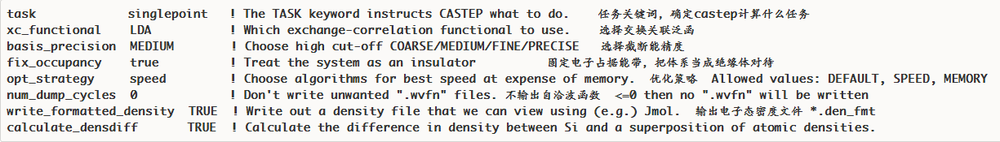 task singlepoint ! The TASK keyword instructs CASTEP what to do. 任务关键词，确定castep计算什么任务
xc_functional LDA ! Which exchange-correlation functional to use. 选择交换关联泛函
basis_precision MEDIUM ! Choose high cut-off COARSE/MEDIUM/FINE/PRECISE 选择截断能精度
fix_occupancy true ! Treat the system as an insulator 固定电子占据能带，把体系当成绝缘体对待
opt_strategy speed ! Choose algorithms for best speed at expense of memory. 优化策略 Allowed values: DEFAULT, SPEED, MEMORY
num_dump_cycles 0 ! Don't write unwanted ".wvfn" files. 不输出自洽波函数 <=0 then no ".wvfn" will be written
write_formatted_density TRUE ! Write out a density file that we can view using (e.g.) Jmol. 输出电子态密度文件 *.den_fmt
calculate_densdiff TRUE ! Calculate the difference in density between Si and a superposition of atomic densities.